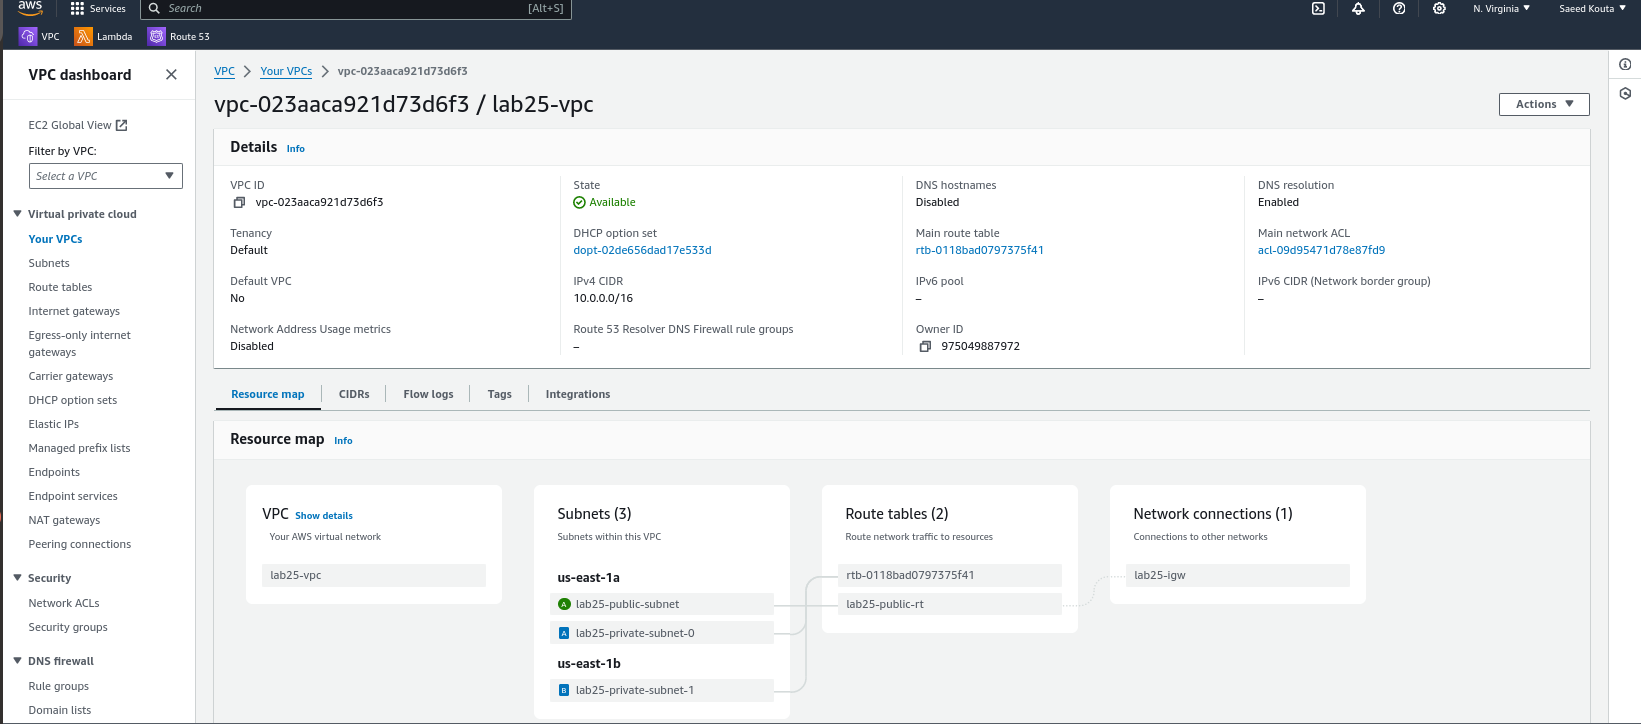 aws
Services
Search
[Alt+S]
N. Virginia
Saeed Kouta
VPC
Lambda
Route 53
VPC dashboard
EC2 Global View
Filter by VPC:
Select a VPC
Virtual private cloud
Your VPCs
Subnets
Route tables
Internet gateways
Egress-only internet
gateways
Carrier gateways
DHCP option sets
Elastic IPs
Managed prefix lists
Endpoints
Endpoint services
NAT gateways
Peering connections
Security
Network ACLs
Security groups
DNS firewall
Rule groups
Domain lists
VPC
Your VPCs
vpc-023aaca921d73d6f3
vpc-023aaca921d73d6f3 / lab25-vpc
Actions
Details Info
VPC ID
vpc-023aaca921d73d6f3
State
Available
DNS hostnames
Disabled
DNS resolution
Enabled
Tenancy
Default
DHCP option set
dopt-02de656dad17e533d
Main route table
rtb-0118bad0797375f41
Main network ACL
acl-09d95471d78e87fd9
Default VPC
No
IPv4 CIDR
10.0.0.0/16
IPv6 pool
–
IPv6 CIDR (Network border group)
–
Network Address Usage metrics
Disabled
Route 53 Resolver DNS Firewall rule groups
–
Owner ID
975049887972
Resource map
CIDRs
Flow logs
Tags
Integrations
Resource map Info
VPC Show details
Your AWS virtual network
lab25-vpc
Subnets (3)
Subnets within this VPC
us-east-1a
A lab25-public-subnet
A lab25-private-subnet-0
us-east-1b
B lab25-private-subnet-1
Route tables (2)
Route network traffic to resources
rtb-0118bad0797375f41
lab25-public-rt
Network connections (1)
Connections to other networks
lab25-igw